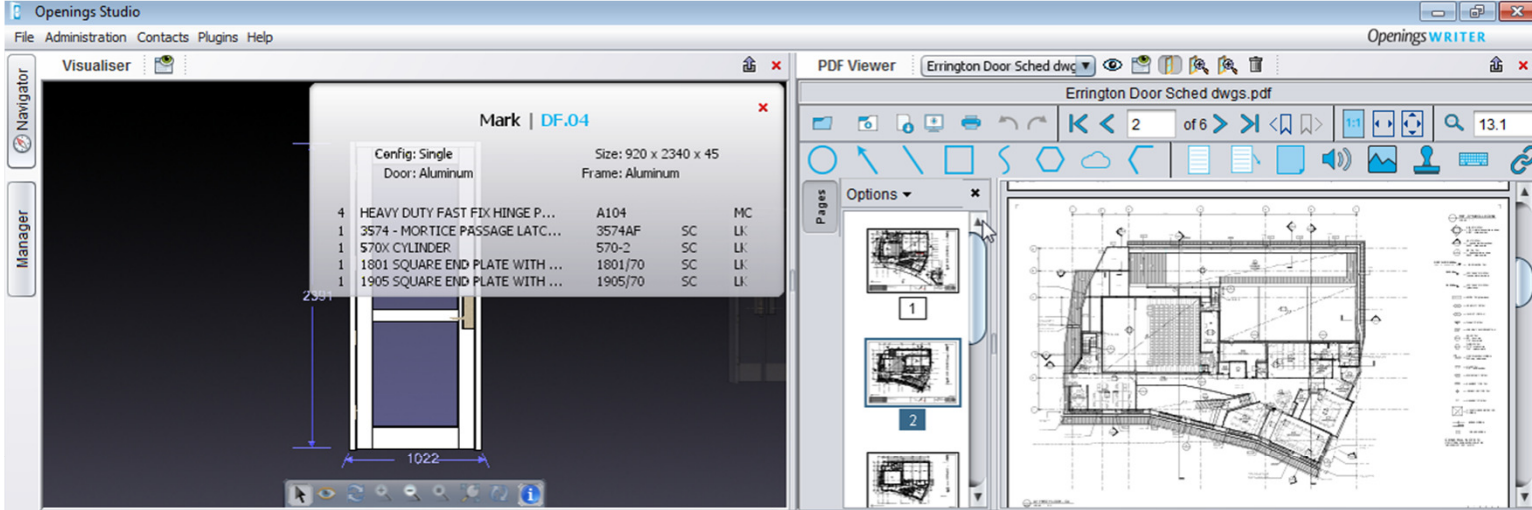 Openings Studio
File Administration Contacts Plugins Help
Openings WRITER
Navigator
Manager
Visualiser
Mark | DF.04
Config: Single Size: 920 x 2340 x 45
Door: Aluminum Frame: Aluminum
4 HEAVY DUTY FAST FIX HINGE P... A104 MC
1 3574 - MORTICE PASSAGE LATC... 3574AF SC LK
1 570X CYLINDER 570-2 SC LK
1 1801 SQUARE END PLATE WITH ... 1801/70 SC LK
1 1905 SQUARE END PLATE WITH ... 1905/70 SC LK
2391
1022
PDF Viewer Errington Door Sched dwg
Errington Door Sched dwgs.pdf
2 of 6 1:1 13.1
Pages
Options
1
2